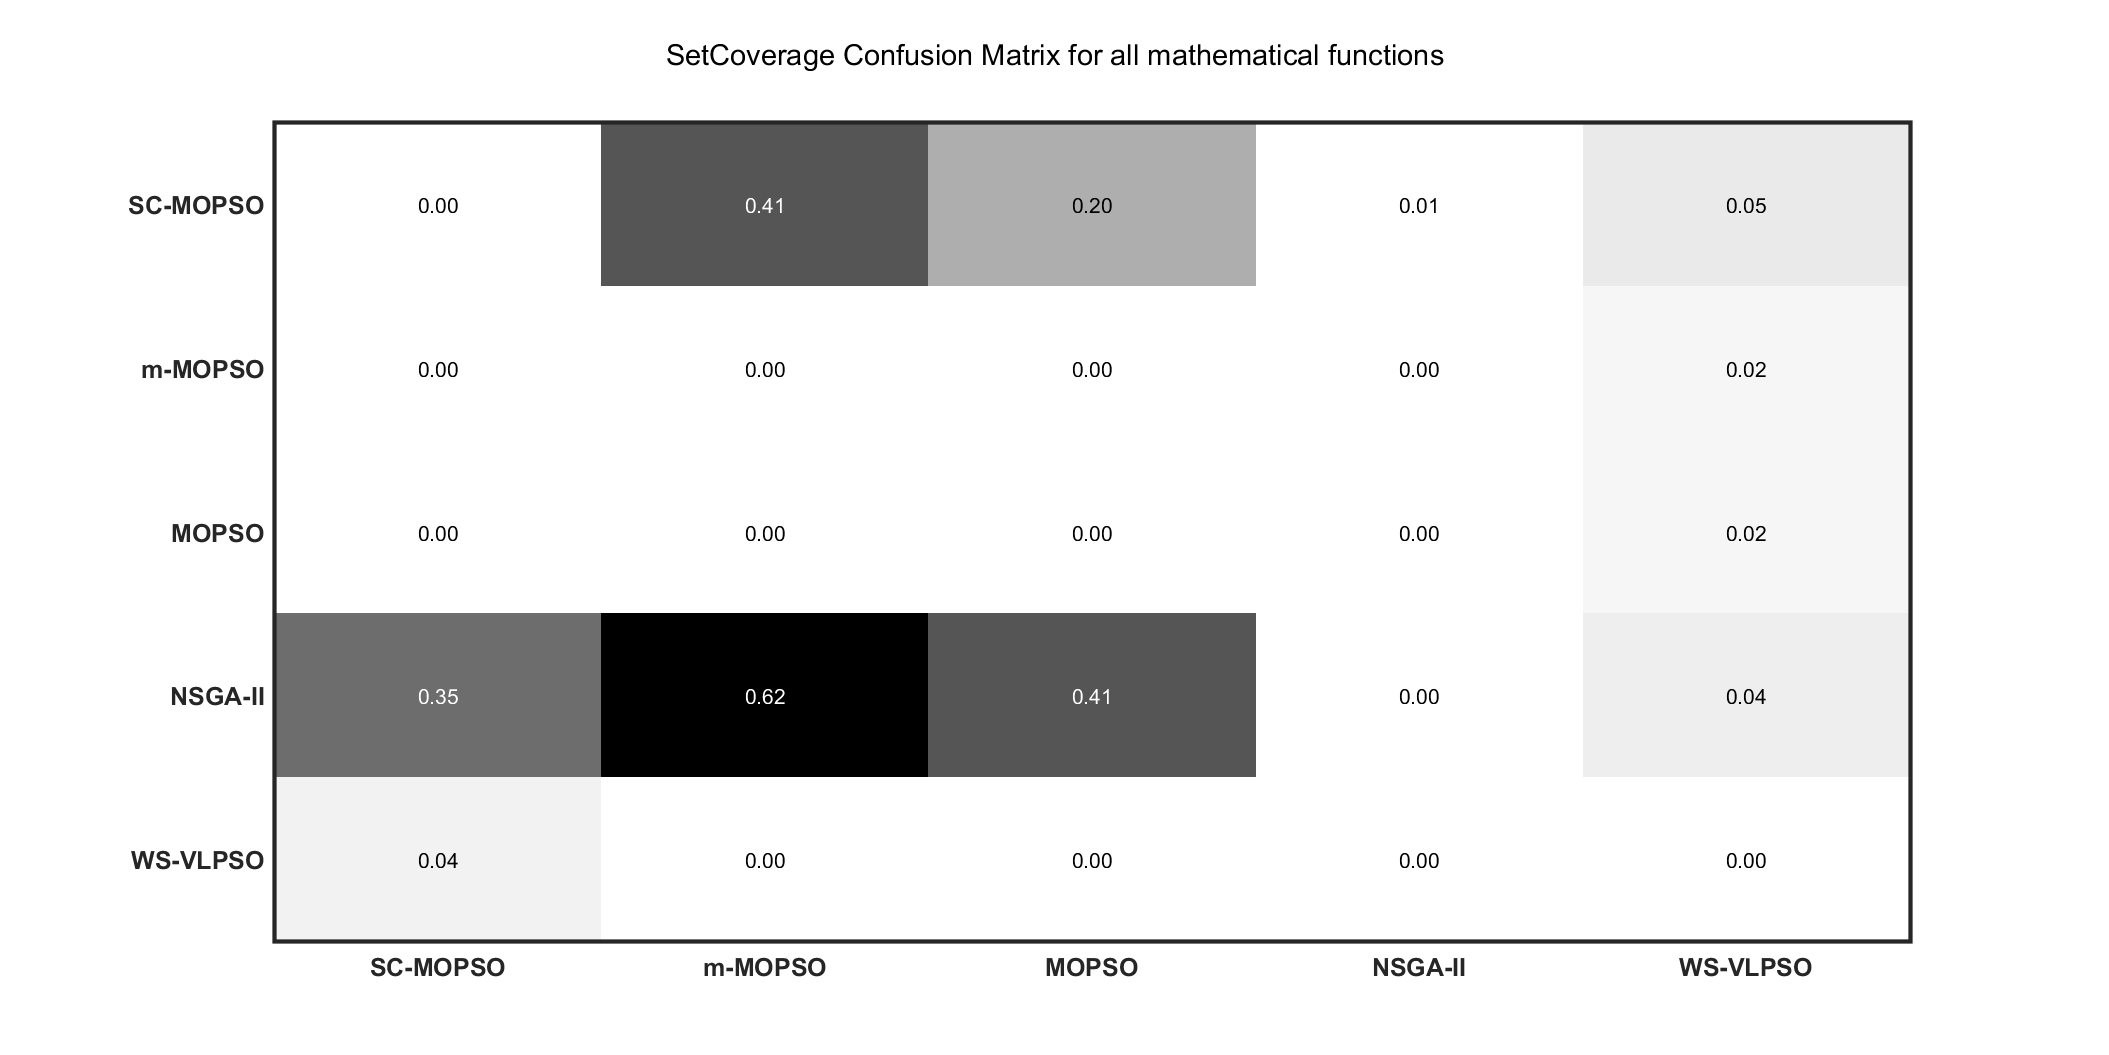 SetCoverage Confusion Matrix for all mathematical functions
SC-MOPSO 0.00 0.41 0.20 0.01 0.05
m-MOPSO 0.00 0.00 0.00 0.00 0.02
MOPSO 0.00 0.00 0.00 0.00 0.02
NSGA-II 0.35 0.62 0.41 0.00 0.04
WS-VLPSO 0.04 0.00 0.00 0.00 0.00
SC-MOPSO m-MOPSO MOPSO NSGA-II WS-VLPSO